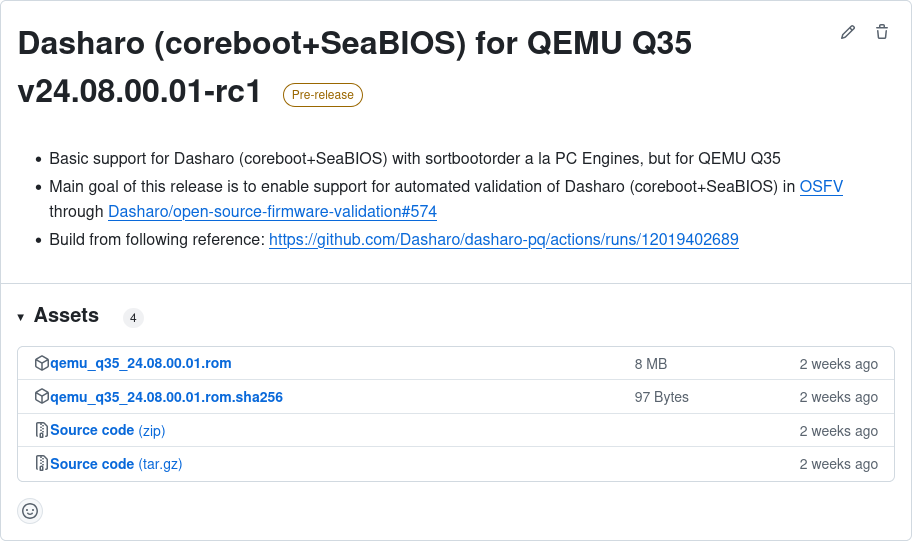 Dasharo (coreboot+SeaBIOS) for QEMU Q35
v24.08.00.01-rc1 Pre-release
Basic support for Dasharo (coreboot+SeaBIOS) with sortbootorder a la PC Engines, but for QEMU Q35
Main goal of this release is to enable support for automated validation of Dasharo (coreboot+SeaBIOS) in OSFV
through Dasharo/open-source-firmware-validation#574
Build from following reference: https://github.com/Dasharo/dasharo-pq/actions/runs/12019402689
Assets 4
qemu_q35_24.08.00.01.rom 8 MB 2 weeks ago
qemu_q35_24.08.00.01.rom.sha256 97 Bytes 2 weeks ago
Source code (zip) 2 weeks ago
Source code (tar.gz) 2 weeks ago